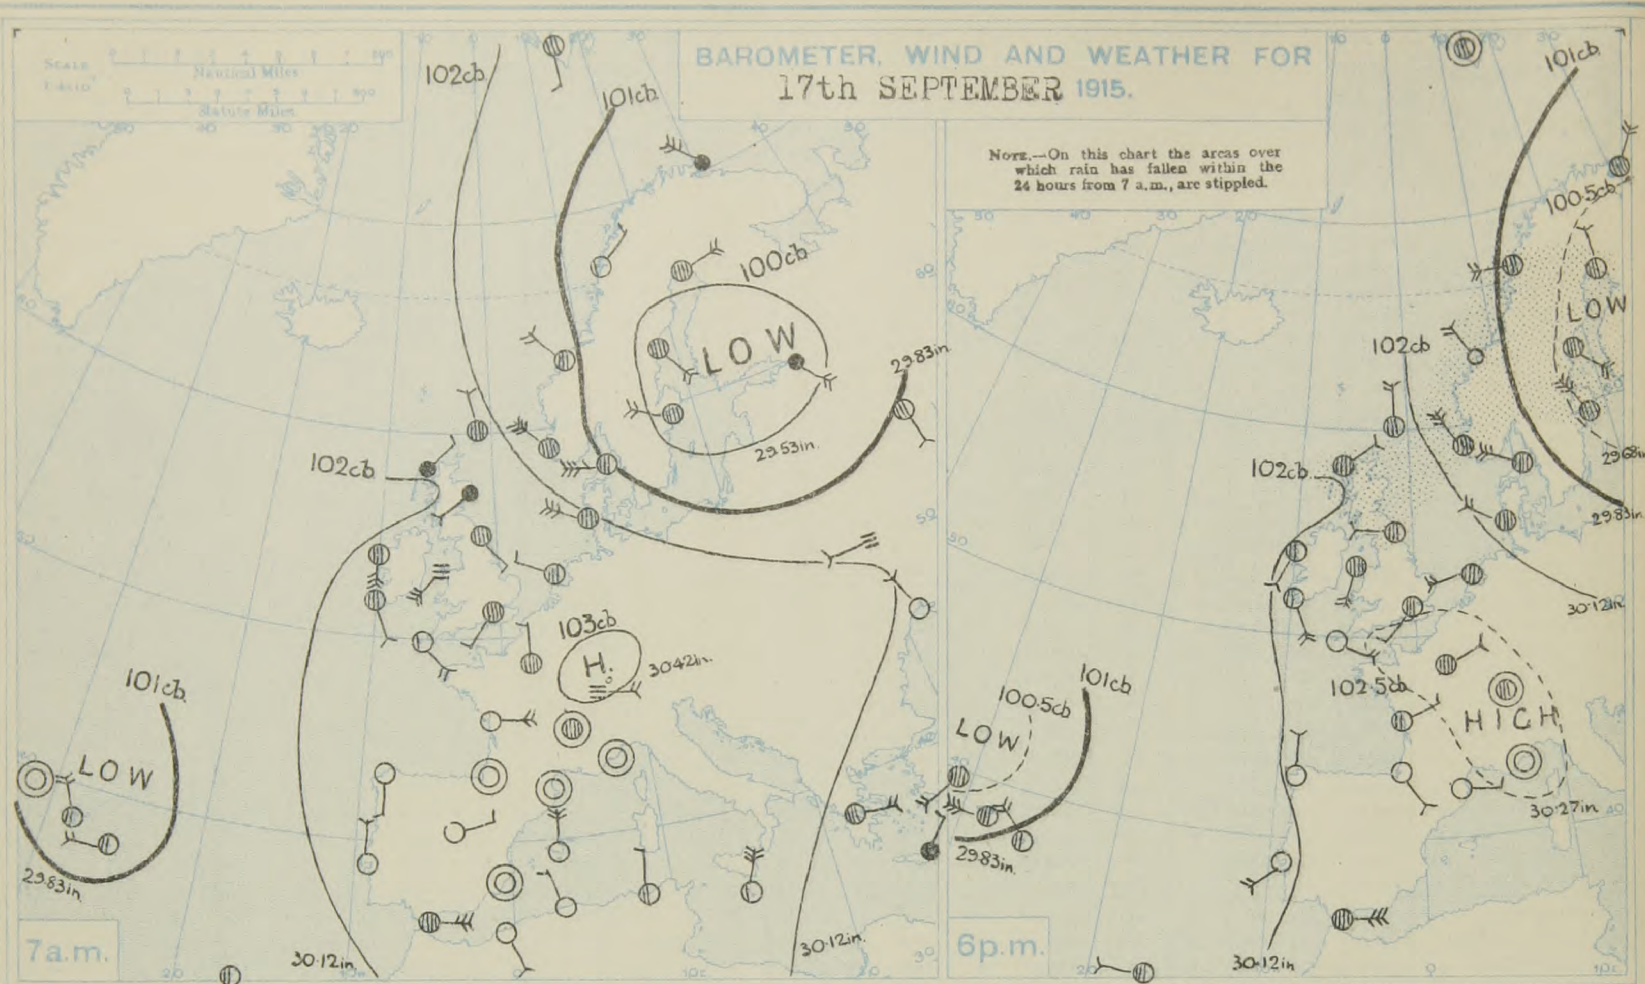 BAROMETER, WIND AND WEATHER FOR
17th SEPTEMBER 1915.
NOTE.—On this chart the areas over
which rain has fallen within the
24 hours from 7 a.m., are stippled.
SCALE
Nautical Miles
Statute Miles
102cb
101cb
100cb
LOW
29.83in.
29.53in.
102cb
103cb
H.
30.42in.
101cb
LOW
29.83in.
30.12in.
30.12in.
7a.m.
101cb
100.5cb
LOW
102cb
29.68in
29.83in
102cb
30.12in.
102.5cb
HIGH
30.27in
101cb
100.5cb
LOW
29.83in
30.12in
6p.m.